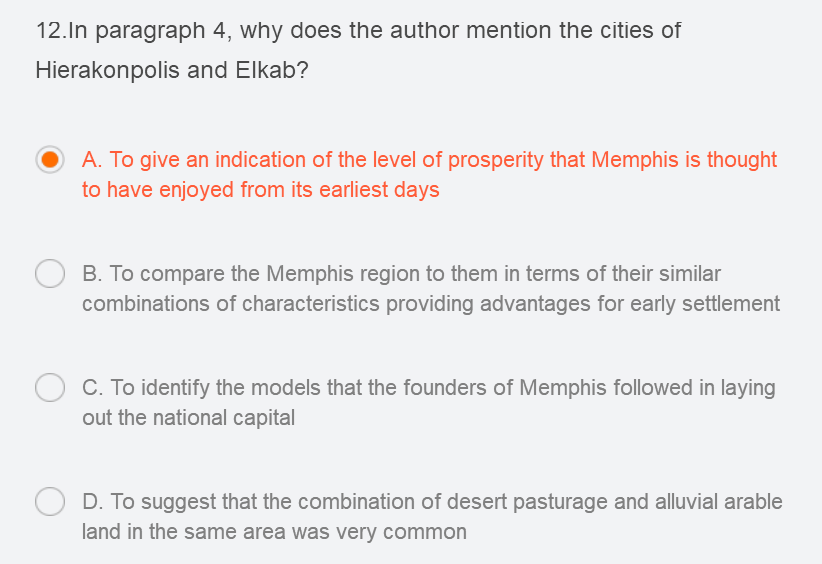 12.In paragraph 4, why does the author mention the cities of
Hierakonpolis and Elkab?
A. To give an indication of the level of prosperity that Memphis is thought
to have enjoyed from its earliest days
B. To compare the Memphis region to them in terms of their similar
combinations of characteristics providing advantages for early settlement
C. To identify the models that the founders of Memphis followed in laying
out the national capital
D. To suggest that the combination of desert pasturage and alluvial arable
land in the same area was very common